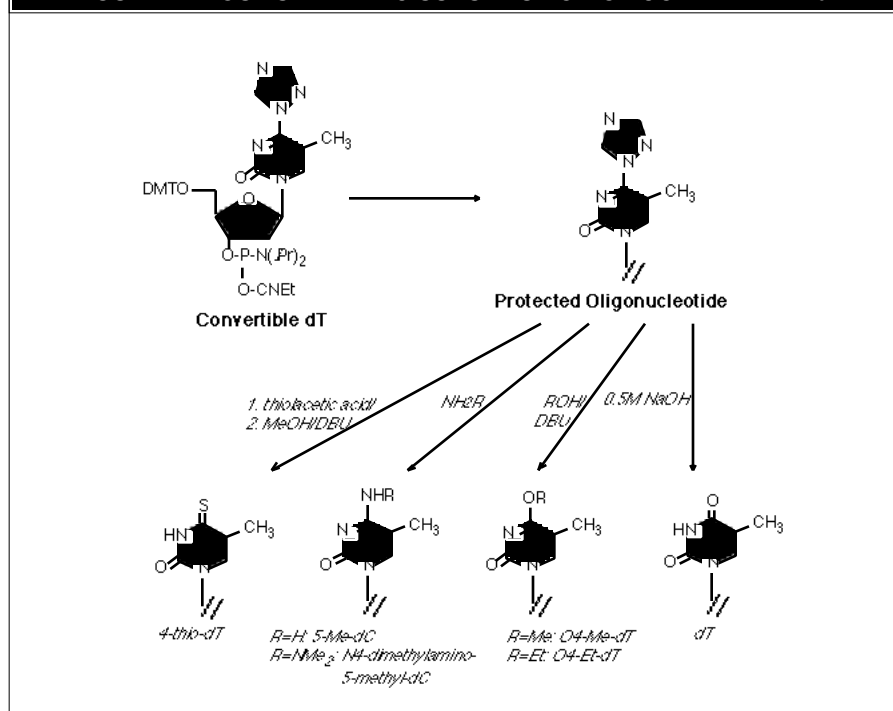 N
N
N
N
CH3
O
N
DMTO
O
O-P-N(iPr)2
O-CNEt
Convertible dT
N
N
N
N
CH3
O
N
Protected Oligonucleotide
1. thiolacetic acid/
2. MeOH/DBU
NH2R
ROH/
DBU
0.5M NaOH
S
HN
CH3
O
N
4-thio-dT
NHR
N
CH3
O
N
R=H: 5-Me-dC
R=NMe2: N4-dimethylamino-
5-methyl-dC
OR
N
CH3
O
N
R=Me: O4-Me-dT
R=Et: O4-Et-dT
O
HN
CH3
O
N
dT